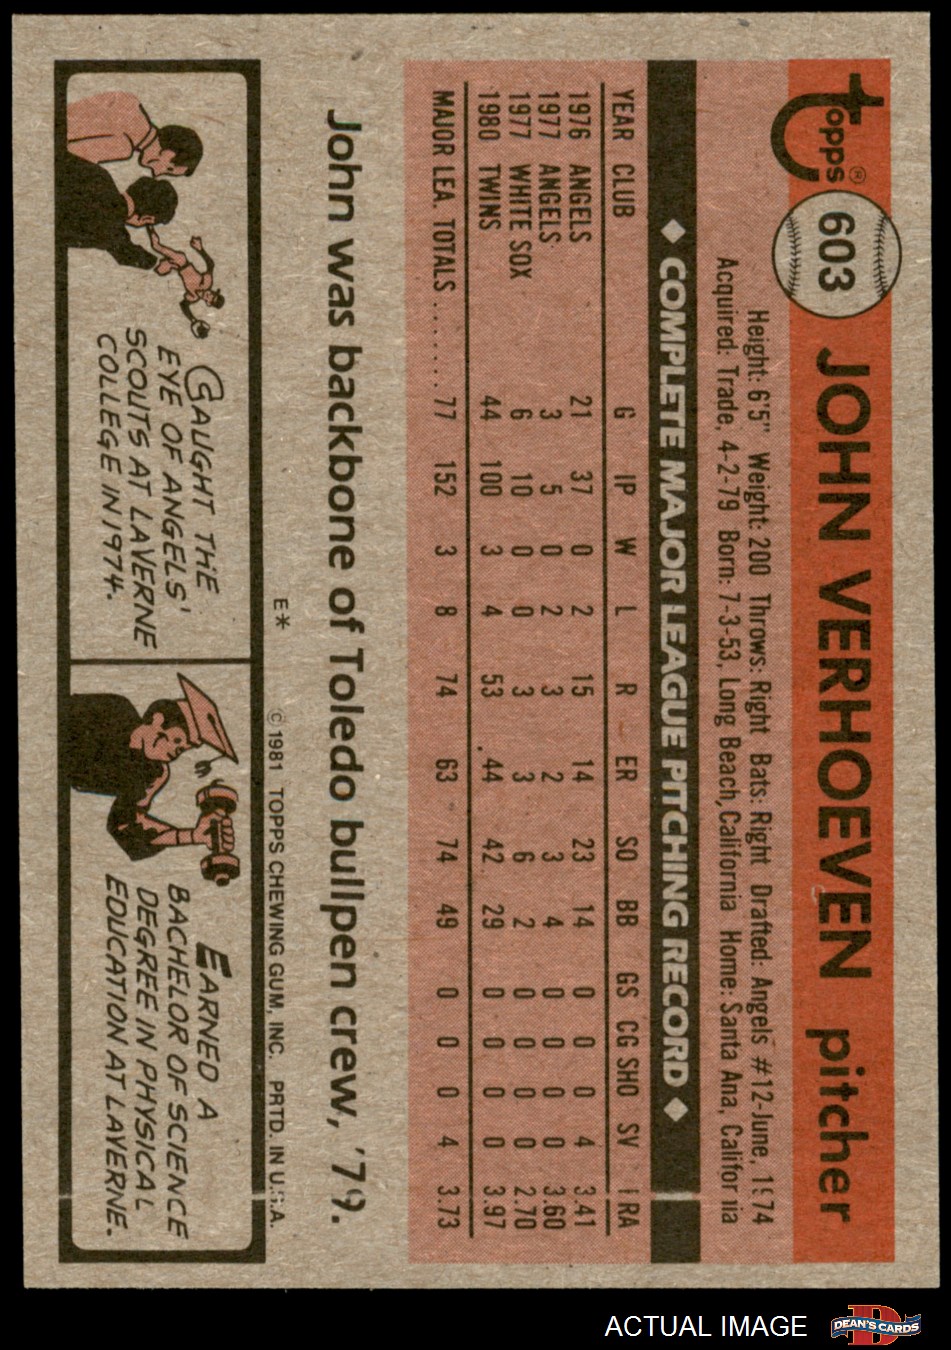 Topps®
603 JOHN VERHOEVEN pitcher
Height: 6'5" Weight: 200 Throws: Right Bats: Right Drafted: Angels #12-June, 1974
Acquired: Trade, 4-2-79 Born: 7-3-53, Long Beach, California Home: Santa Ana, California
◆ COMPLETE MAJOR LEAGUE PITCHING RECORD ◆
YEAR CLUB G IP W L R ER SO BB GS CG SHO SV ERA
1976 ANGELS 21 37 0 2 15 14 23 14 0 0 0 4 3.41
1977 ANGELS 3 5 0 2 3 2 3 4 0 0 0 0 3.60
1977 WHITE SOX 6 10 0 0 3 3 6 2 0 0 0 0 2.70
1980 TWINS 44 100 3 4 53 44 42 29 0 0 0 0 3.97
MAJOR LEA. TOTALS ....... 77 152 3 8 74 63 74 49 0 0 0 4 3.73
John was backbone of Toledo bullpen crew, '79.
E* © 1981 TOPPS CHEWING GUM, INC. PRTD. IN U.S.A.
CAUGHT THE
EYE OF ANGELS'
SCOUTS AT LAVERNE
COLLEGE IN 1974.
EARNED A
BACHELOR OF SCIENCE
DEGREE IN PHYSICAL
EDUCATION AT LAVERNE.
ACTUAL IMAGE
D
DEAN'S CARDS